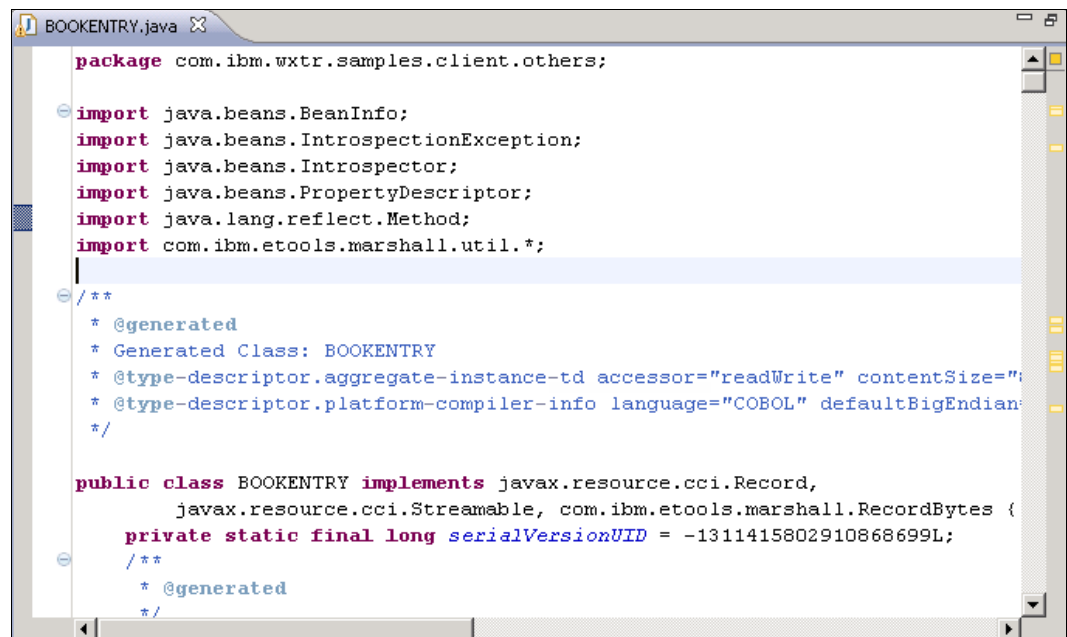 BOOKENTRY.java
package com.ibm.wxtr.samples.client.others;
import java.beans.BeanInfo;
import java.beans.IntrospectionException;
import java.beans.Introspector;
import java.beans.PropertyDescriptor;
import java.lang.reflect.Method;
import com.ibm.etools.marshall.util.*;
/**
* @generated
* Generated Class: BOOKENTRY
* @type-descriptor.aggregate-instance-td accessor="readWrite" contentSize="
* @type-descriptor.platform-compiler-info language="COBOL" defaultBigEndian=
*/
public class BOOKENTRY implements javax.resource.cci.Record,
javax.resource.cci.Streamable, com.ibm.etools.marshall.RecordBytes {
private static final long serialVersionUID = -1311415802910868699L;
/**
* @generated
*/